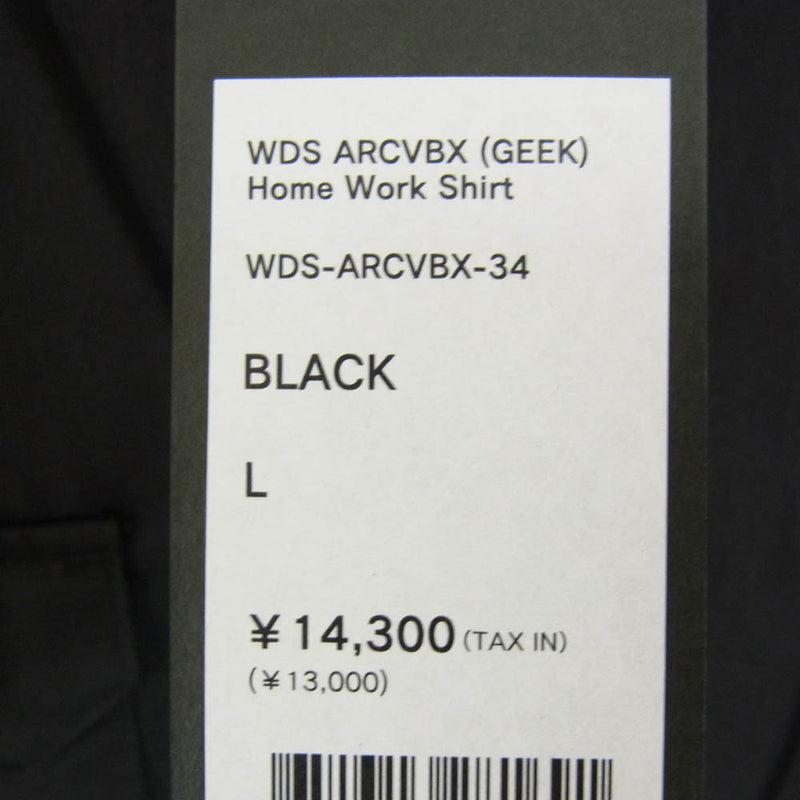 WDS ARCVBX (GEEK)
Home Work Shirt
WDS-ARCVBX-34
BLACK
L
¥14,300(TAX IN)
(¥13,000)